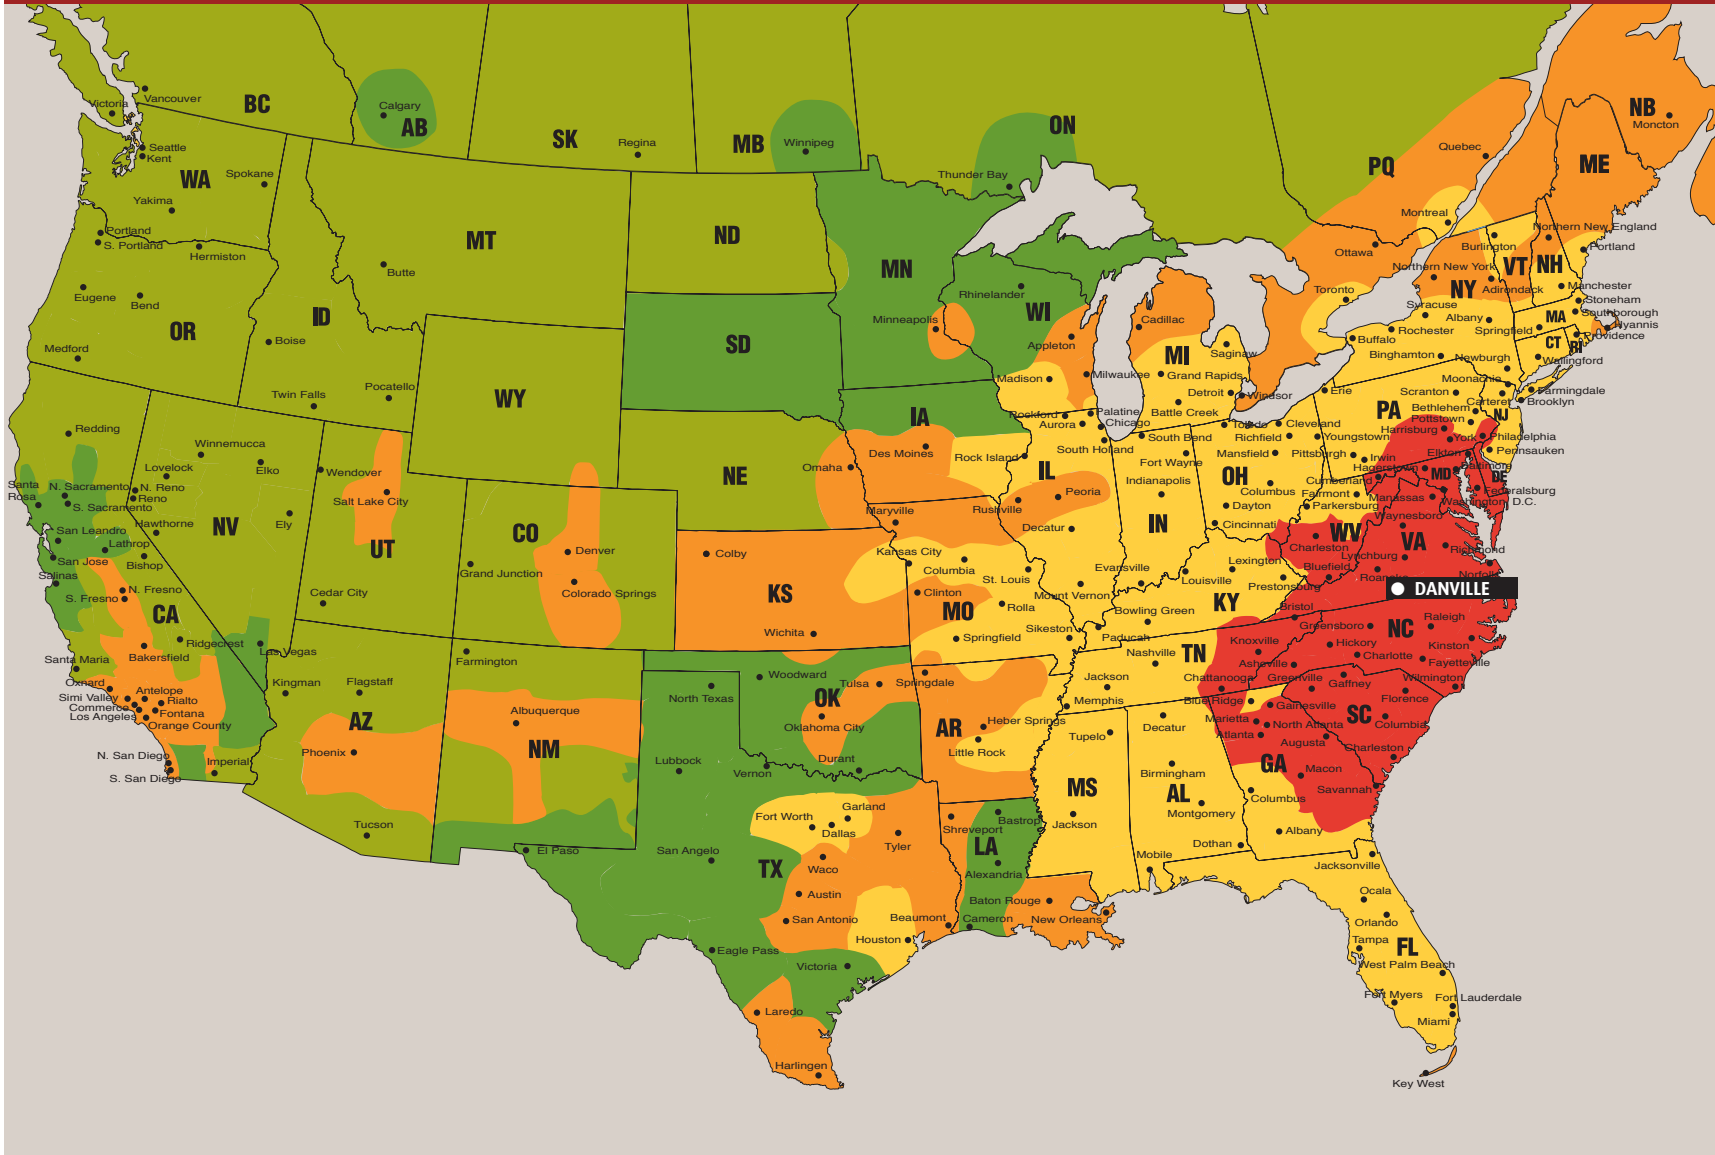 BC
Victoria
Vancouver
Calgary
AB
SK
Regina
MB
Winnipeg
ON
Thunder Bay
PQ
Quebec
Montreal
Ottawa
Toronto
NB
Moncton
ME
Seattle
Kent
WA
Spokane
Yakima
Portland
S. Portland
Hermiston
Eugene
Bend
OR
Medford
MT
Butte
ID
Boise
Twin Falls
Pocatello
WY
ND
SD
NE
Omaha
MN
Minneapolis
WI
Rhinelander
Appleton
Madison
Milwaukee
MI
Cadillac
Saginaw
Grand Rapids
Detroit
Windsor
Battle Creek
Burlington
Northern New England
Portland
VT
NH
Northern New York
NY
Adirondack
Manchester
Syracuse
Stoneham
Albany
MA
Southborough
Hyannis
Rochester
Springfield
Providence
Buffalo
CT
RI
Binghamton
Newburgh
Wallingford
Moonachie
Erie
Scranton
Farmingdale
Carteret
Brooklyn
PA
Bethlehem
NJ
Pottstown
Harrisburg
York
Philadelphia
Pennsauken
Pittsburgh
Irwin
Elkton
Hagerstown
Baltimore
MD
DE
Cumberland
Federalsburg
Manassas
Washington, D.C.
IA
Des Moines
Rock Island
Rockford
Aurora
Palatine
Chicago
South Holland
IL
Peoria
Rushville
Decatur
South Bend
Fort Wayne
Indianapolis
IN
Evansville
Toledo
Cleveland
Richfield
Youngstown
Mansfield
OH
Columbus
Dayton
Cincinnati
Fairmont
Parkersburg
WV
Charleston
Bluefield
Waynesboro
VA
Lynchburg
Richmond
Roanoke
Norfolk
DANVILLE
Redding
Winnemucca
Lovelock
Elko
Wendover
Santa
Rosa
N. Sacramento
N. Reno
Reno
S. Sacramento
Hawthorne
San Leandro
NV
Ely
Lathrop
San Jose
Bishop
Salinas
N. Fresno
S. Fresno
CA
Ridgecrest
Bakersfield
Las Vegas
Santa Maria
Oxnard
Simi Valley
Antelope
Rialto
Commerce
Fontana
Los Angeles
Orange County
N. San Diego
S. San Diego
Imperial
Salt Lake City
UT
Cedar City
CO
Denver
Grand Junction
Colorado Springs
Colby
KS
Wichita
Maryville
Kansas City
Columbia
St. Louis
Clinton
MO
Rolla
Springfield
Sikeston
Mount Vernon
Lexington
Louisville
Prestonsburg
KY
Bowling Green
Paducah
Bristol
Greensboro
Raleigh
NC
Knoxville
Hickory
Kinston
TN
Nashville
Asheville
Charlotte
Fayetteville
Chattanooga
Greenville
Gaffney
Wilmington
Jackson
Memphis
Blue Ridge
Gainesville
Florence
Marietta
North Atlanta
SC
Columbia
Atlanta
Augusta
Charleston
GA
Macon
Savannah
Columbus
Albany
Kingman
Flagstaff
AZ
Phoenix
Tucson
Farmington
Albuquerque
NM
El Paso
North Texas
Woodward
Tulsa
OK
Oklahoma City
Durant
Springdale
AR
Heber Springs
Little Rock
Lubbock
Vernon
San Angelo
TX
Fort Worth
Garland
Dallas
Tyler
Waco
Austin
San Antonio
Beaumont
Houston
Eagle Pass
Victoria
Laredo
Harlingen
Shreveport
Bastrop
LA
Alexandria
Baton Rouge
Cameron
New Orleans
Tupelo
MS
Jackson
Decatur
Birmingham
AL
Montgomery
Dothan
Mobile
Jacksonville
Ocala
Orlando
Tampa
FL
West Palm Beach
Fort Myers
Fort Lauderdale
Miami
Key West